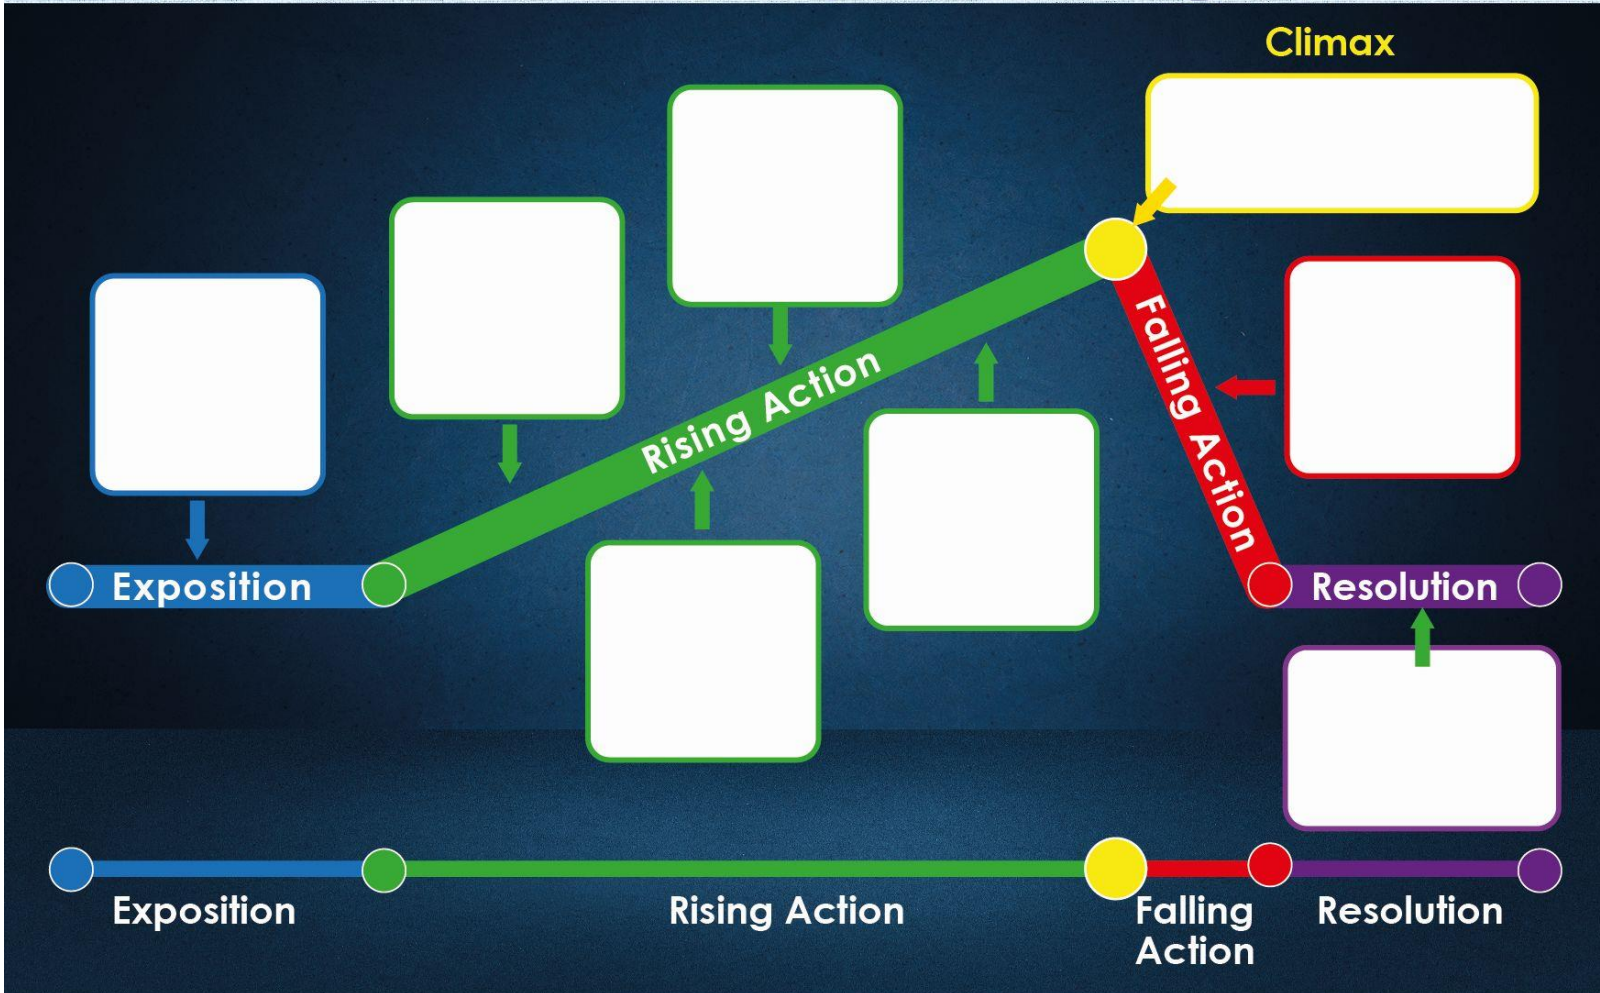 Climax
Rising Action
Falling Action
Exposition
Resolution
Exposition
Rising Action
Falling
Action
Resolution